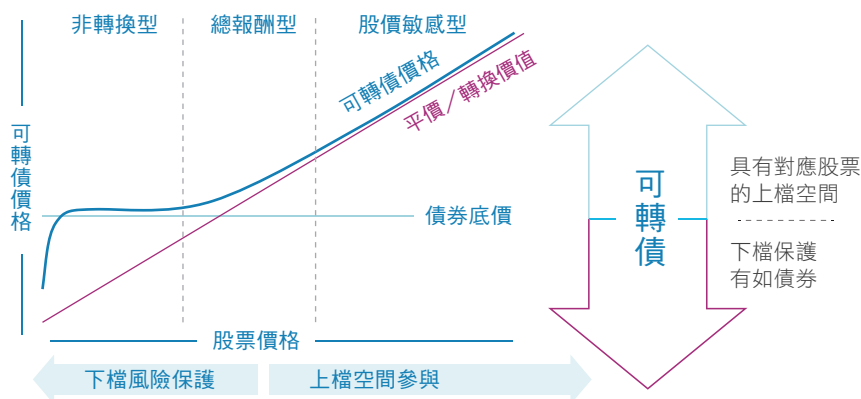 非轉換型
總報酬型
股價敏感型
可轉債價格
可轉債價格
平價／轉換價值
債券底價
股票價格
下檔風險保護
上檔空間參與
可轉債
具有對應股票
的上檔空間
下檔保護
有如債券